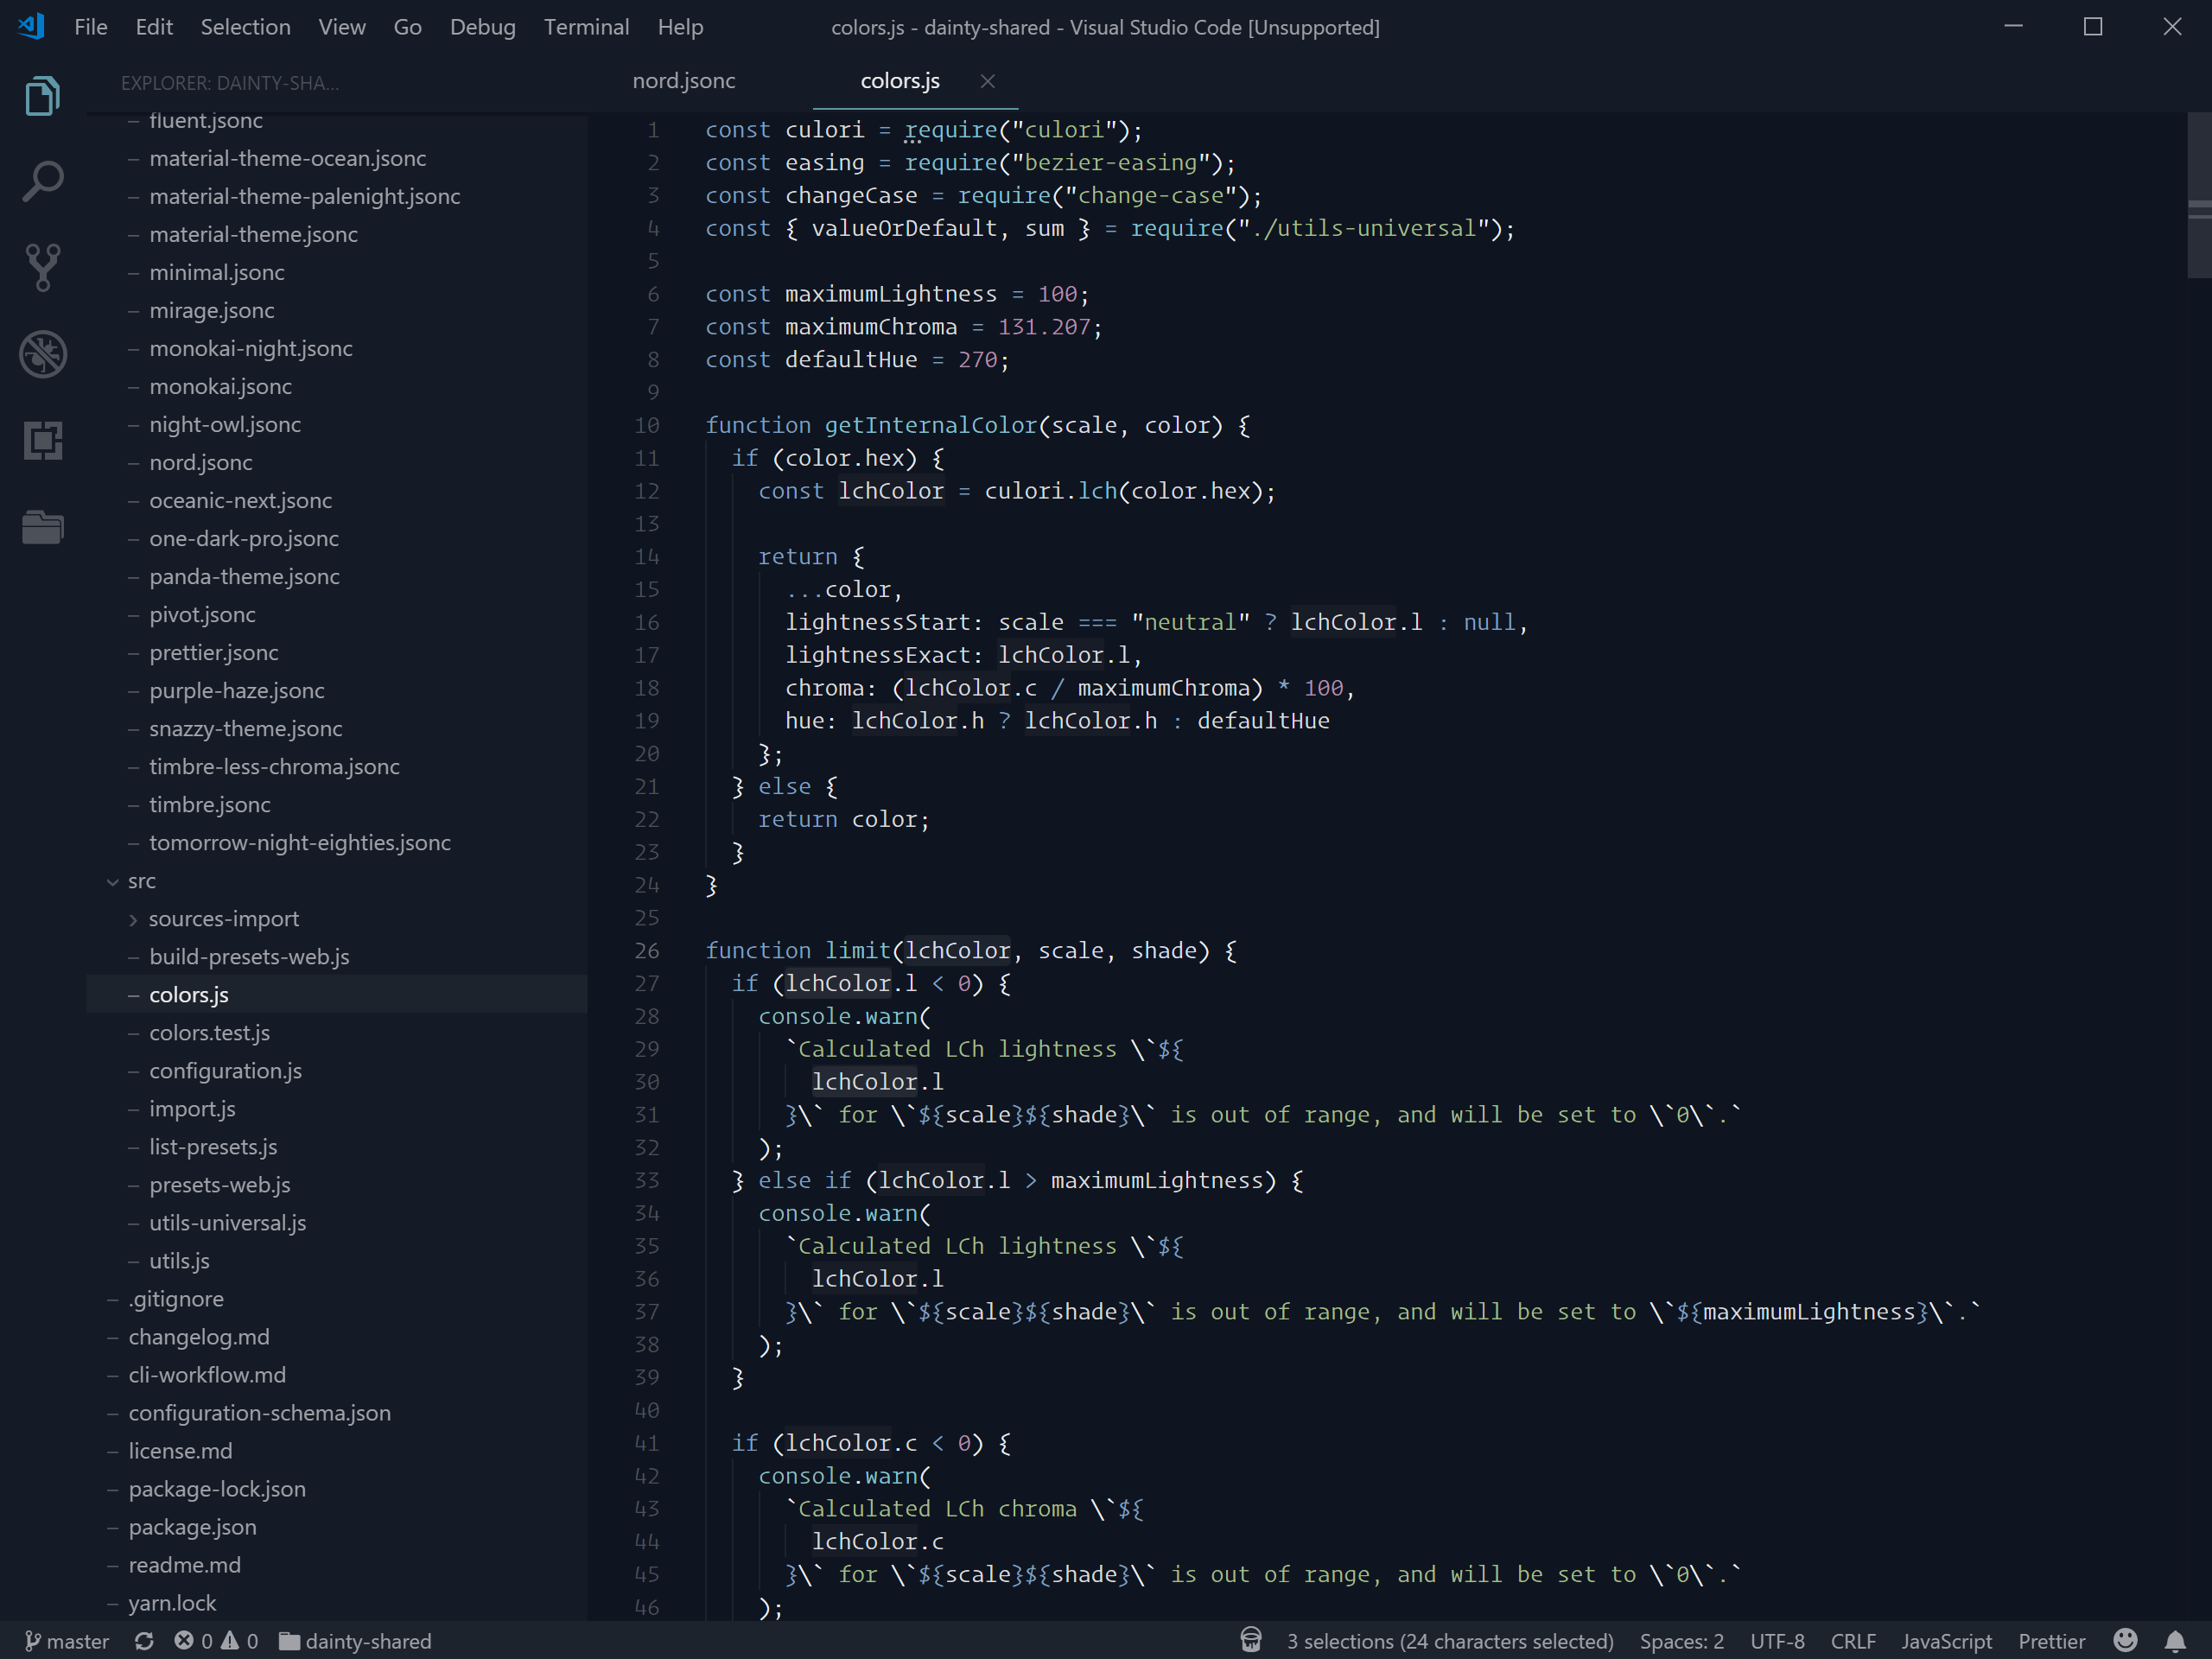 File Edit Selection View Go Debug Terminal Help
colors.js - dainty-shared - Visual Studio Code [Unsupported]
EXPLORER: DAINTY-SHA...
fluent.jsonc
material-theme-ocean.jsonc
material-theme-palenight.jsonc
material-theme.jsonc
minimal.jsonc
mirage.jsonc
monokai-night.jsonc
monokai.jsonc
night-owl.jsonc
nord.jsonc
oceanic-next.jsonc
one-dark-pro.jsonc
panda-theme.jsonc
pivot.jsonc
prettier.jsonc
purple-haze.jsonc
snazzy-theme.jsonc
timbre-less-chroma.jsonc
timbre.jsonc
tomorrow-night-eighties.jsonc
src
sources-import
build-presets-web.js
colors.js
colors.test.js
configuration.js
import.js
list-presets.js
presets-web.js
utils-universal.js
utils.js
.gitignore
changelog.md
cli-workflow.md
configuration-schema.json
license.md
package-lock.json
package.json
readme.md
yarn.lock
nord.jsonc colors.js
1 const culori = require("culori");
2 const easing = require("bezier-easing");
3 const changeCase = require("change-case");
4 const { valueOrDefault, sum } = require("./utils-universal");
5
6 const maximumLightness = 100;
7 const maximumChroma = 131.207;
8 const defaultHue = 270;
9
10 function getInternalColor(scale, color) {
11 if (color.hex) {
12 const lchColor = culori.lch(color.hex);
13
14 return {
15 ...color,
16 lightnessStart: scale === "neutral" ? lchColor.l : null,
17 lightnessExact: lchColor.l,
18 chroma: (lchColor.c / maximumChroma) * 100,
19 hue: lchColor.h ? lchColor.h : defaultHue
20 };
21 } else {
22 return color;
23 }
24 }
25
26 function limit(lchColor, scale, shade) {
27 if (lchColor.l < 0) {
28 console.warn(
29 `Calculated LCh lightness \`${
30 lchColor.l
31 }\` for \`${scale}${shade}\` is out of range, and will be set to \`0\`.`
32 );
33 } else if (lchColor.l > maximumLightness) {
34 console.warn(
35 `Calculated LCh lightness \`${
36 lchColor.l
37 }\` for \`${scale}${shade}\` is out of range, and will be set to \`${maximumLightness}\`.`
38 );
39 }
40
41 if (lchColor.c < 0) {
42 console.warn(
43 `Calculated LCh chroma \`${
44 lchColor.c
45 }\` for \`${scale}${shade}\` is out of range, and will be set to \`0\`.`
46 );
master 0 0 dainty-shared 3 selections (24 characters selected) Spaces: 2 UTF-8 CRLF JavaScript Prettier